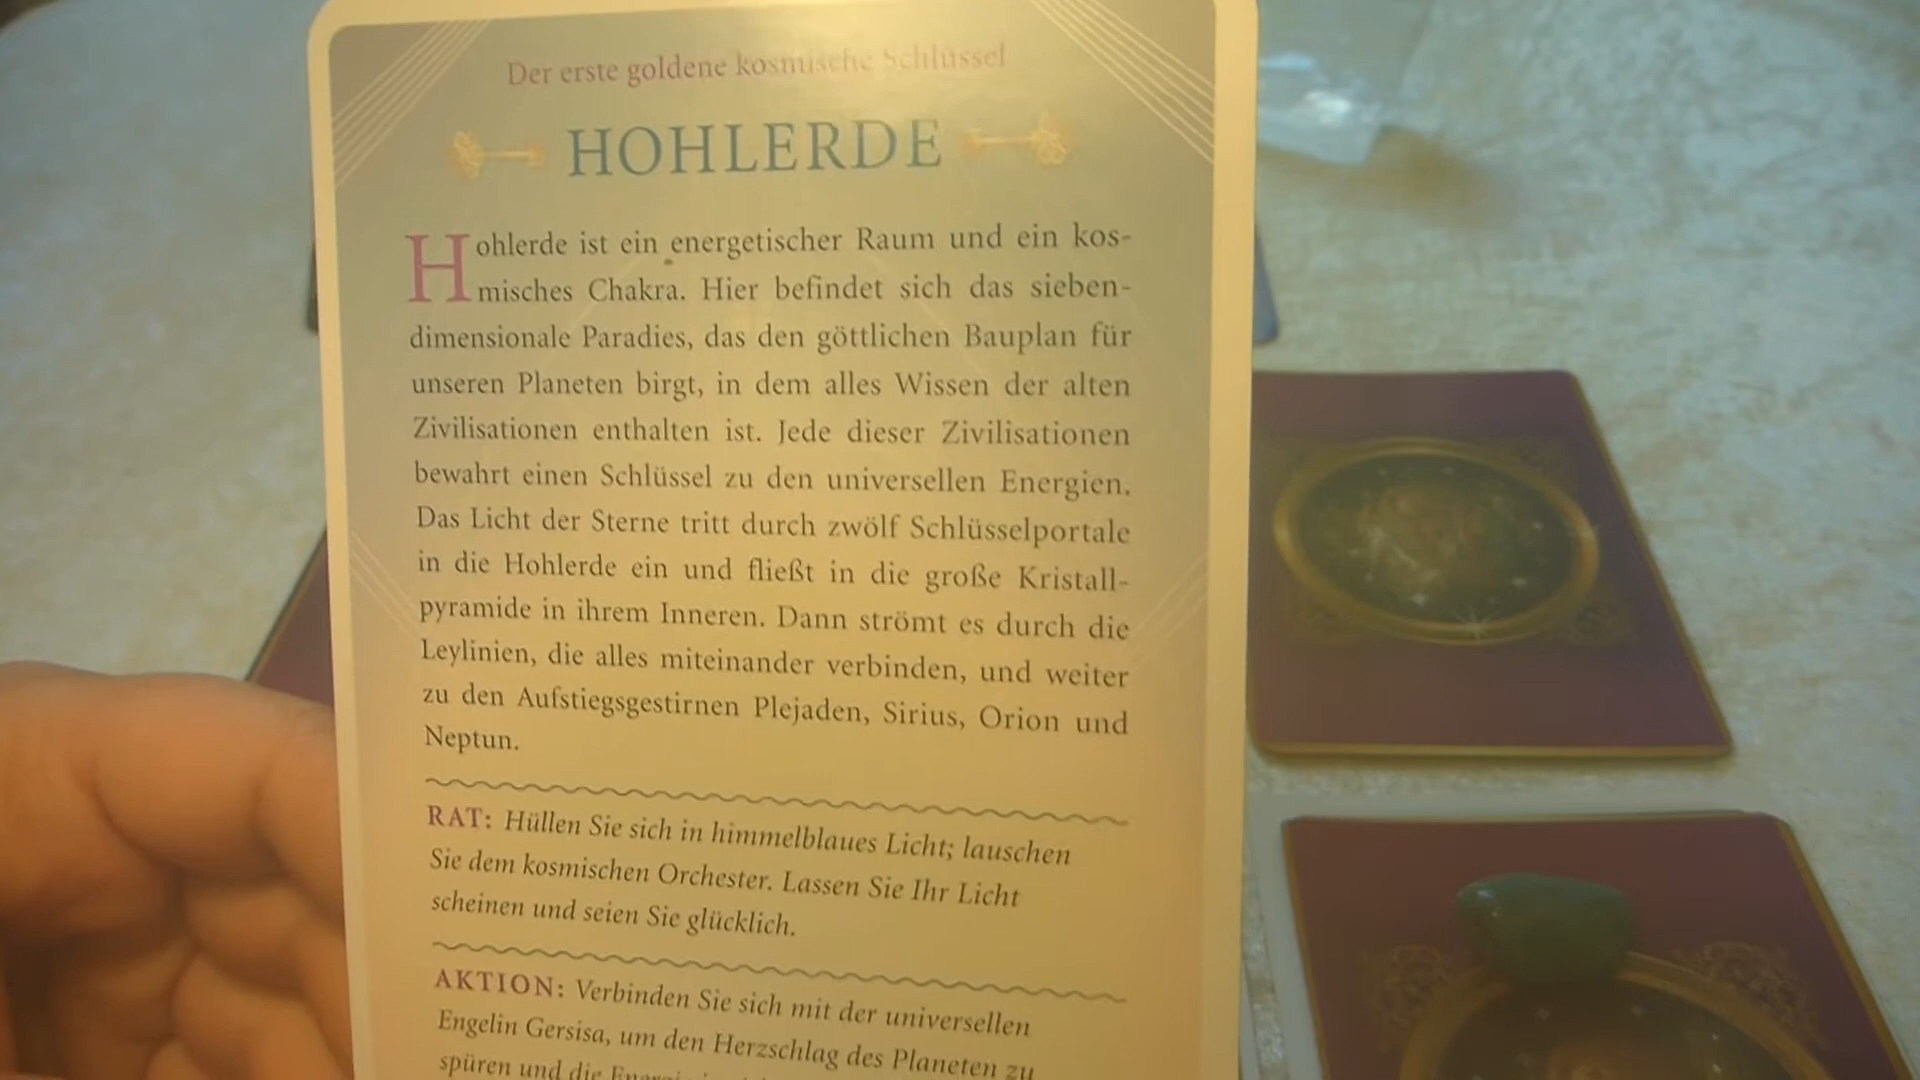 Der erste goldene kosmische Schlüssel
HOHLERDE
Hohlerde ist ein energetischer Raum und ein kos-
misches Chakra. Hier befindet sich das sieben-
dimensionale Paradies, das den göttlichen Bauplan für
unseren Planeten birgt, in dem alles Wissen der alten
Zivilisationen enthalten ist. Jede dieser Zivilisationen
bewahrt einen Schlüssel zu den universellen Energien.
Das Licht der Sterne tritt durch zwölf Schlüsselportale
in die Hohlerde ein und fließt in die große Kristall-
pyramide in ihrem Inneren. Dann strömt es durch die
Leylinien, die alles miteinander verbinden, und weiter
zu den Aufstiegsgestirnen Plejaden, Sirius, Orion und
Neptun.
RAT: Hüllen Sie sich in himmelblaues Licht; lauschen
Sie dem kosmischen Orchester. Lassen Sie Ihr Licht
scheinen und seien Sie glücklich.
AKTION: Verbinden Sie sich mit der universellen
Engelin Gersisa, um den Herzschlag des Planeten zu
spüren und die